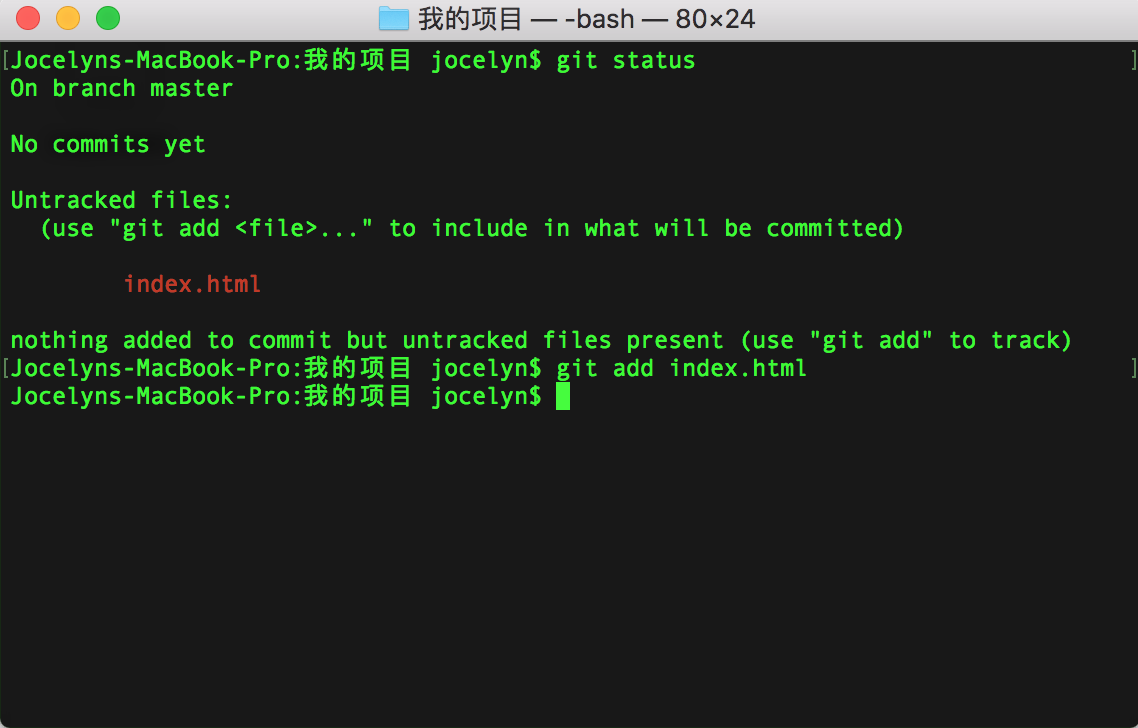 我的项目 — -bash — 80×24
[Jocelyns-MacBook-Pro:我的项目 jocelyn$ git status ]
On branch master
No commits yet
Untracked files:
(use "git add <file>..." to include in what will be committed)
index.html
nothing added to commit but untracked files present (use "git add" to track)
[Jocelyns-MacBook-Pro:我的项目 jocelyn$ git add index.html ]
Jocelyns-MacBook-Pro:我的项目 jocelyn$